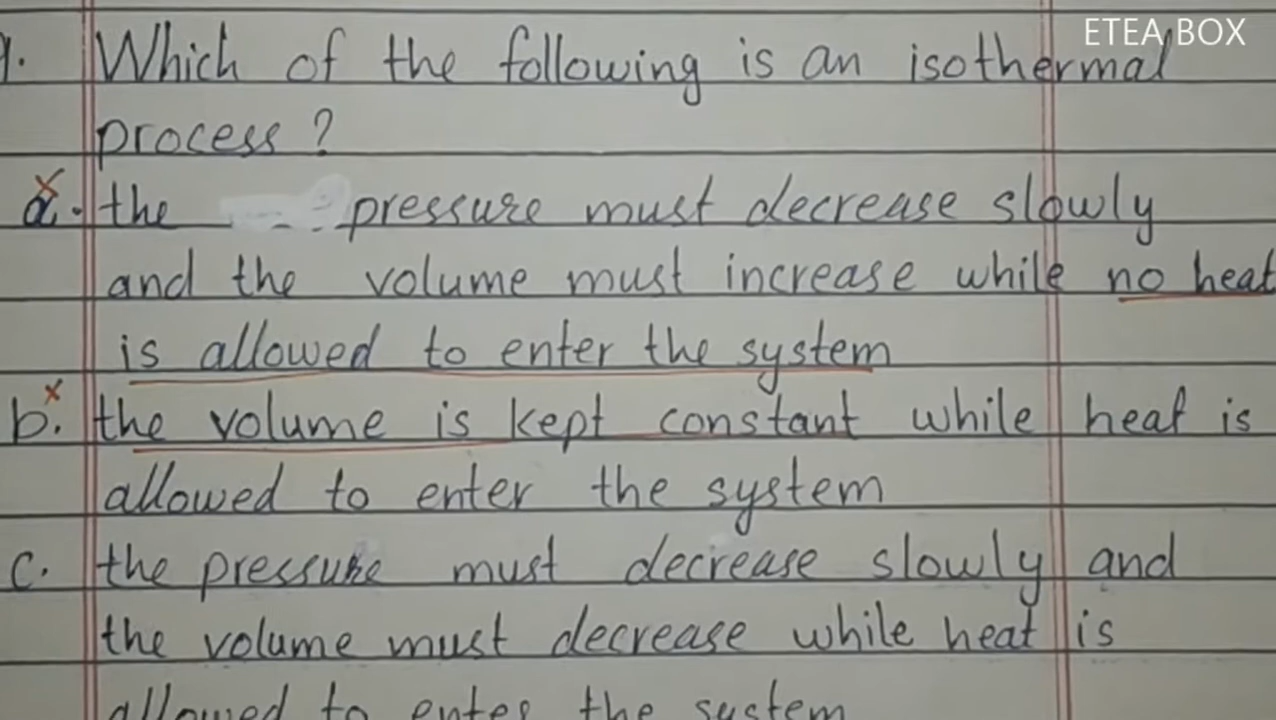 ETEA BOX
1. Which of the following is an isothermal
process?
a. the pressure must decrease slowly
and the volume must increase while no heat
is allowed to enter the system
b. the volume is kept constant while heat is
allowed to enter the system
c. the pressure must decrease slowly and
the volume must decrease while heat is
allowed to enter the system